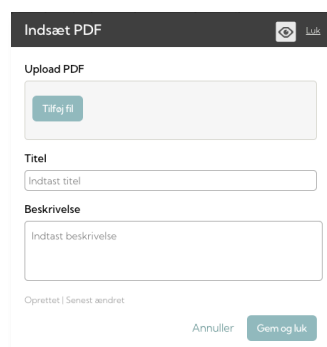 Indsæt PDF
Luk
Upload PDF
Tilføj fil
Titel
Indtast titel
Beskrivelse
Indtast beskrivelse
Oprettet | Senest ændret
Annuller
Gem og luk